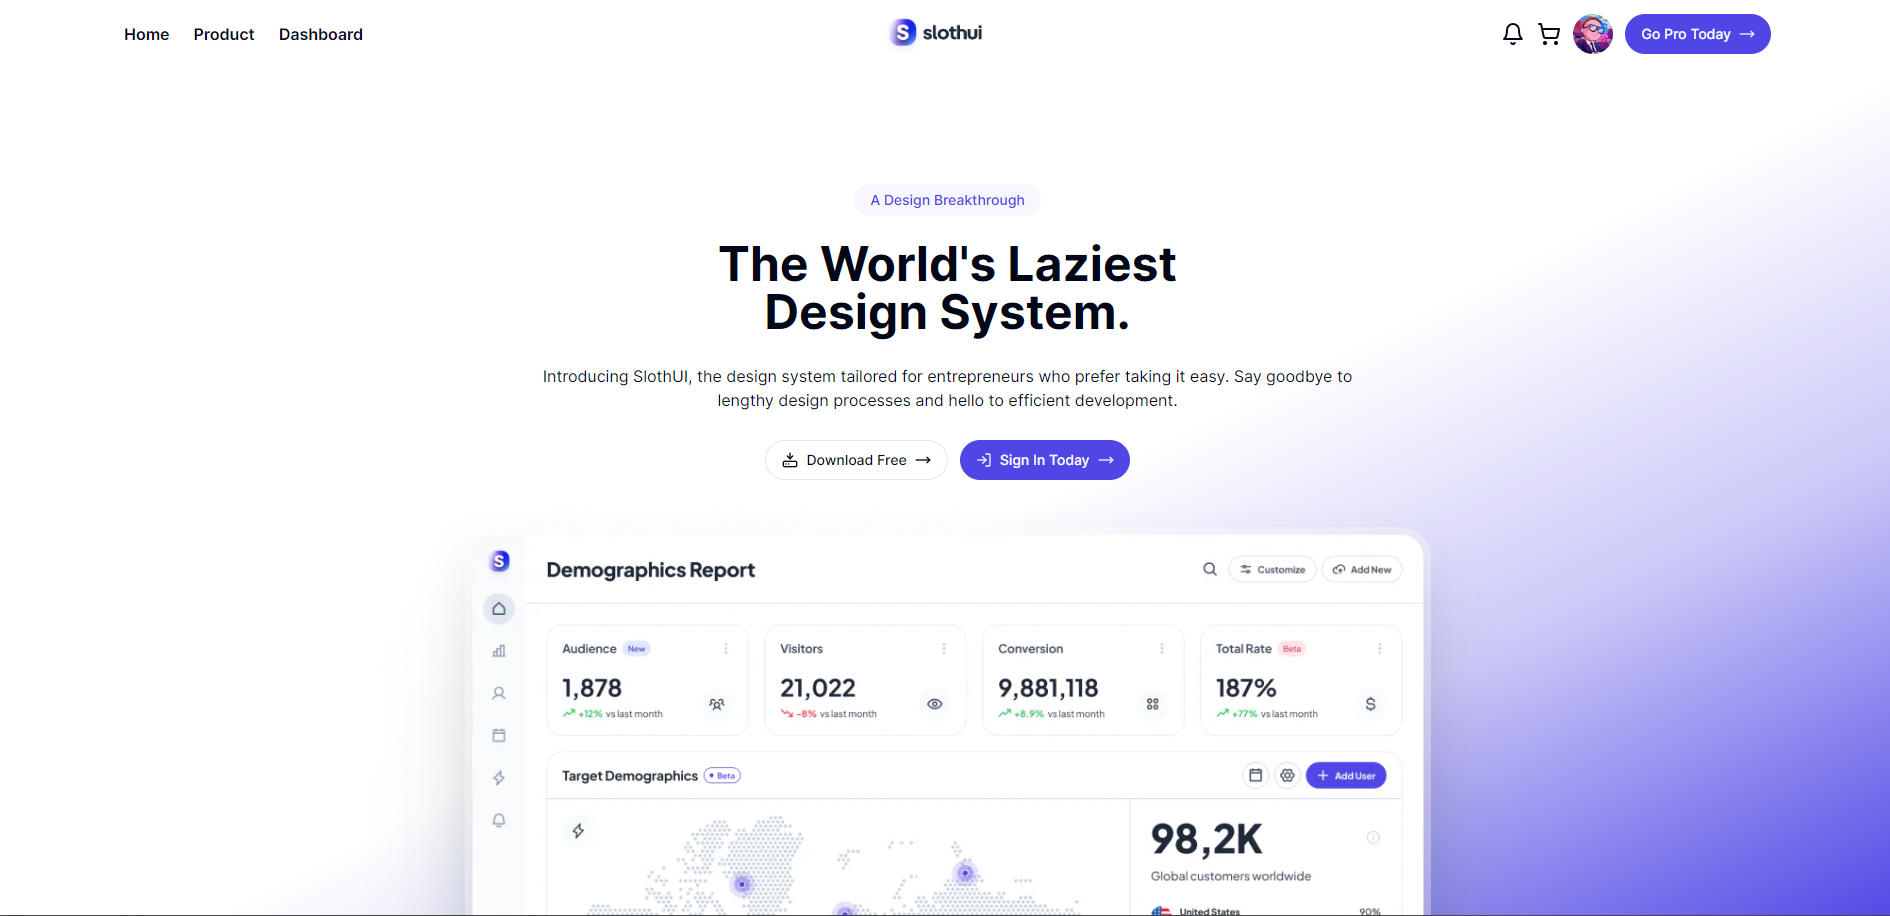 Home Product Dashboard
S slothui
Go Pro Today →
A Design Breakthrough
The World's Laziest
Design System.
Introducing SlothUI, the design system tailored for entrepreneurs who prefer taking it easy. Say goodbye to
lengthy design processes and hello to efficient development.
Download Free →
Sign In Today →
S
Demographics Report
Customize
Add New
Audience New
1,878
+12% vs last month
Visitors
21,022
-8% vs last month
Conversion
9,881,118
+8.9% vs last month
Total Rate Beta
187%
$
+77% vs last month
Target Demographics Beta
+ Add User
98,2K
Global customers worldwide
United States 90%